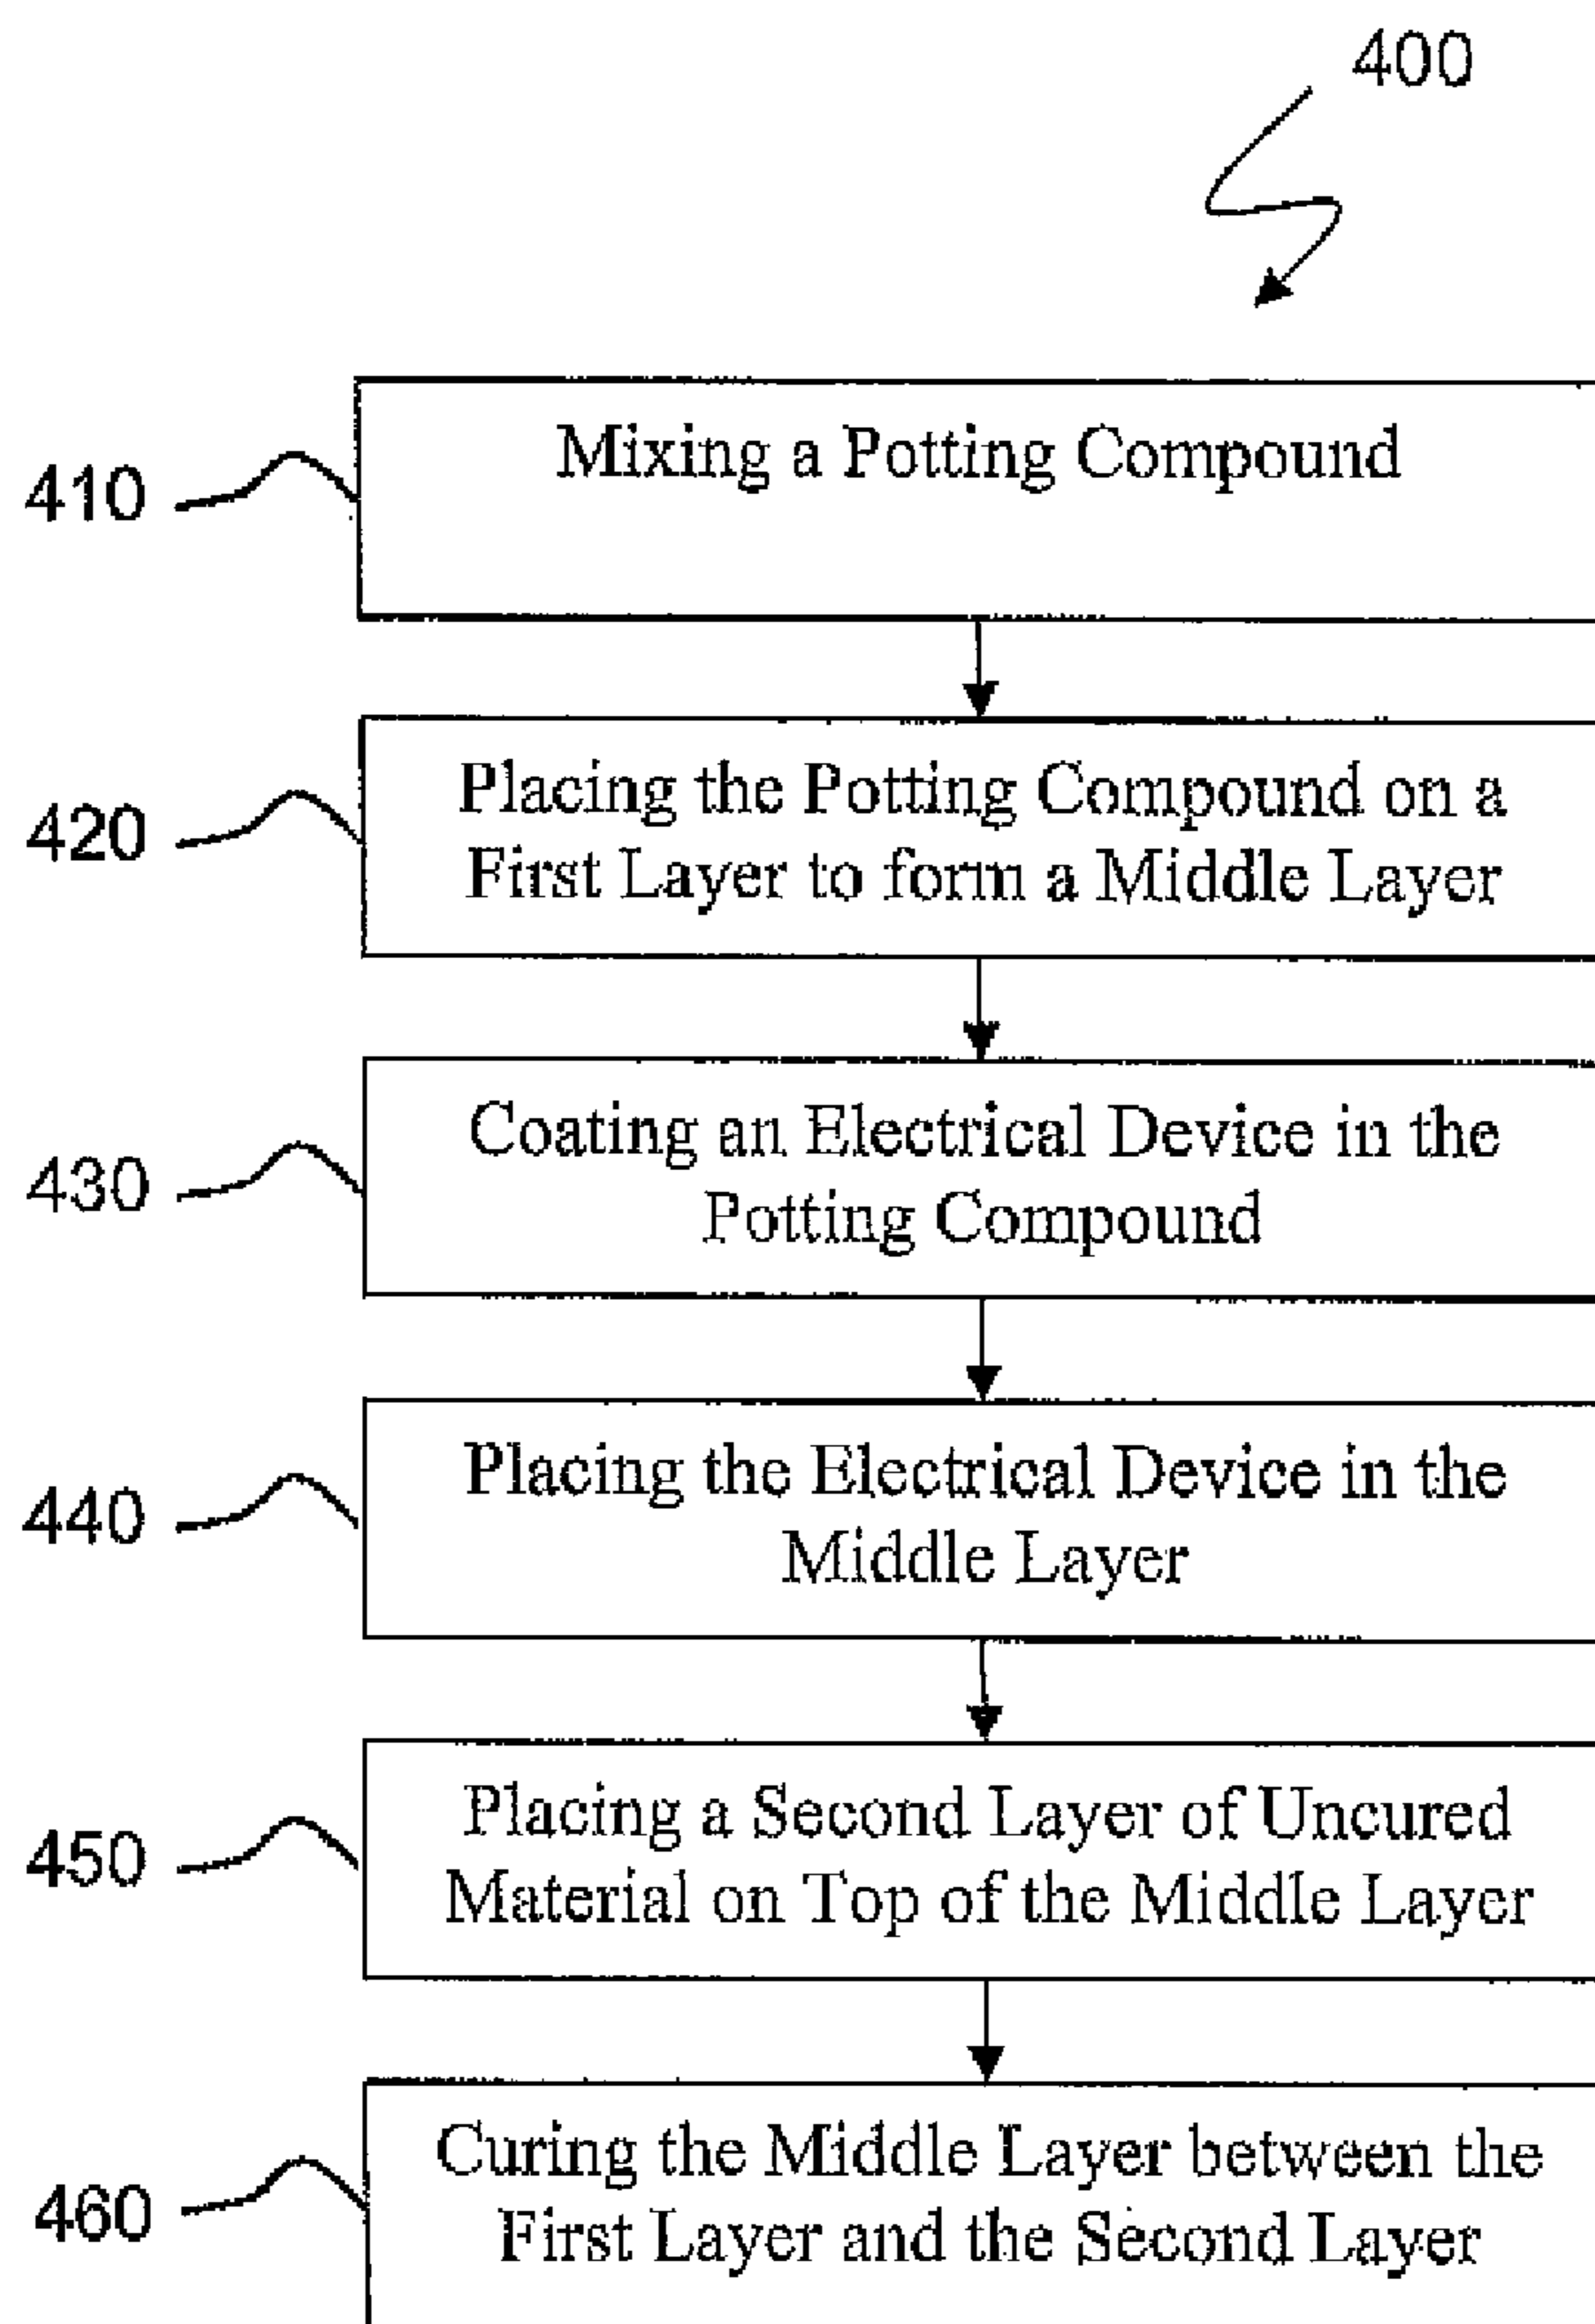 400
410
Mixing a Potting Compound
420
Placing the Potting Compound on a
First Layer to form a Middle Layer
430
Coating an Electrical Device in the
Potting Compound
440
Placing the Electrical Device in the
Middle Layer
450
Placing a Second Layer of Uncured
Material on Top of the Middle Layer
460
Curing the Middle Layer between the
First Layer and the Second Layer